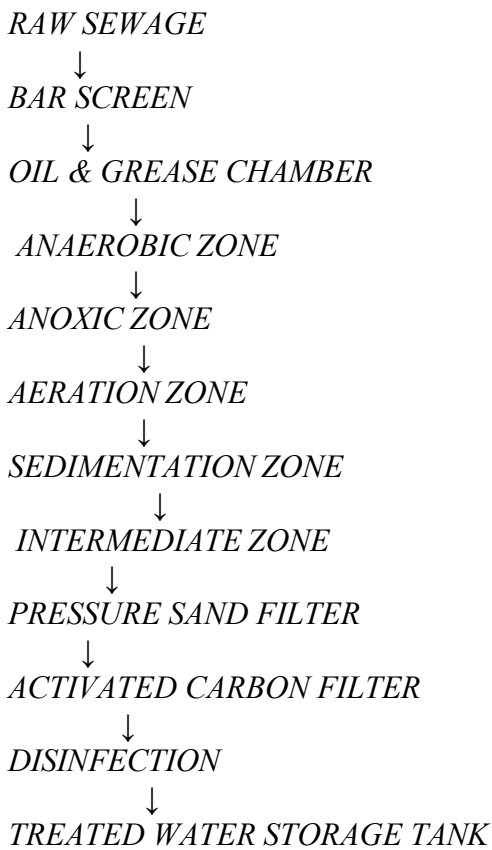 RAW SEWAGE
↓
BAR SCREEN
↓
OIL & GREASE CHAMBER
↓
ANAEROBIC ZONE
↓
ANOXIC ZONE
↓
AERATION ZONE
↓
SEDIMENTATION ZONE
↓
INTERMEDIATE ZONE
↓
PRESSURE SAND FILTER
↓
ACTIVATED CARBON FILTER
↓
DISINFECTION
↓
TREATED WATER STORAGE TANK